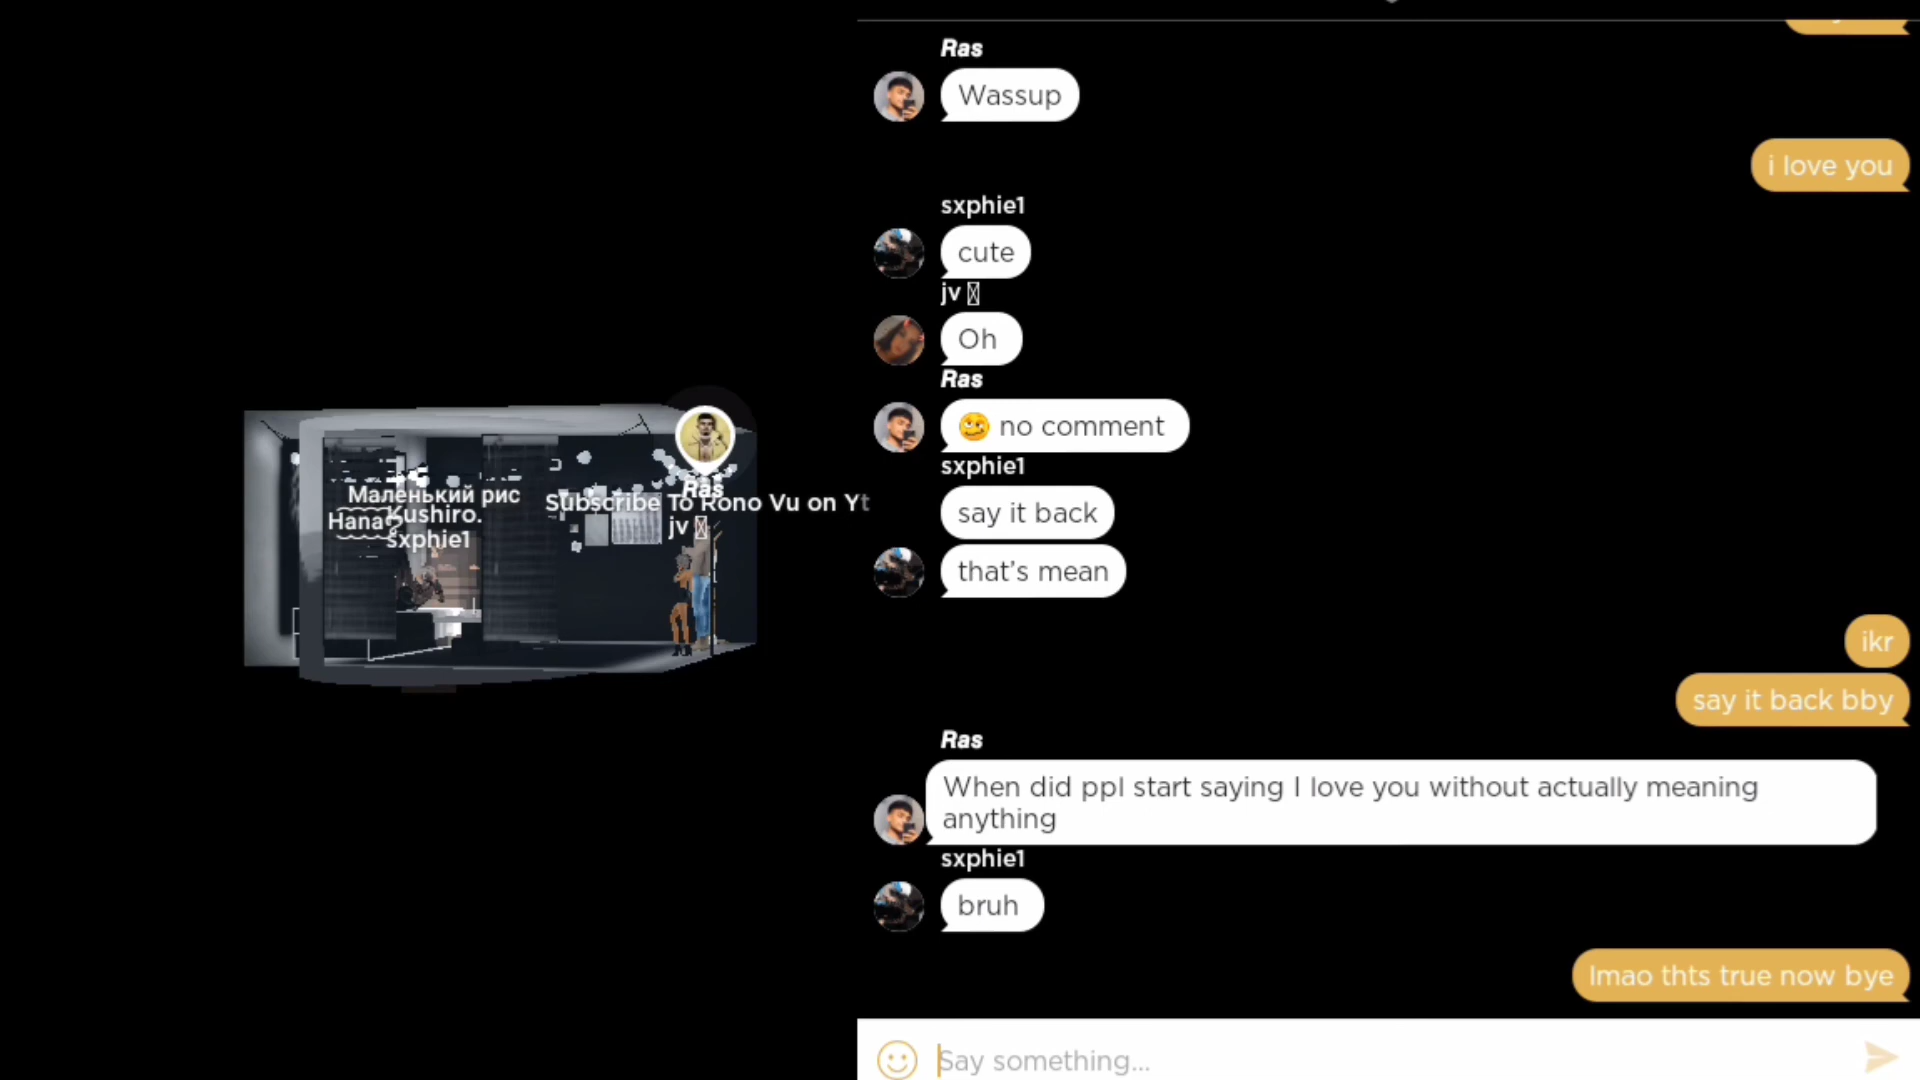 Ras
Wassup
i love you
sxphie1
cute
jv
Oh
Ras
🥴 no comment
sxphie1
say it back
that's mean
ikr
say it back bby
Ras
When did ppl start saying I love you without actually meaning
anything
sxphie1
bruh
lmao thts true now bye
Say something...
Маленький рис
Kushiro.
Hana
sxphie1
Ras
Subscribe To Rono Vu on Yt
jv